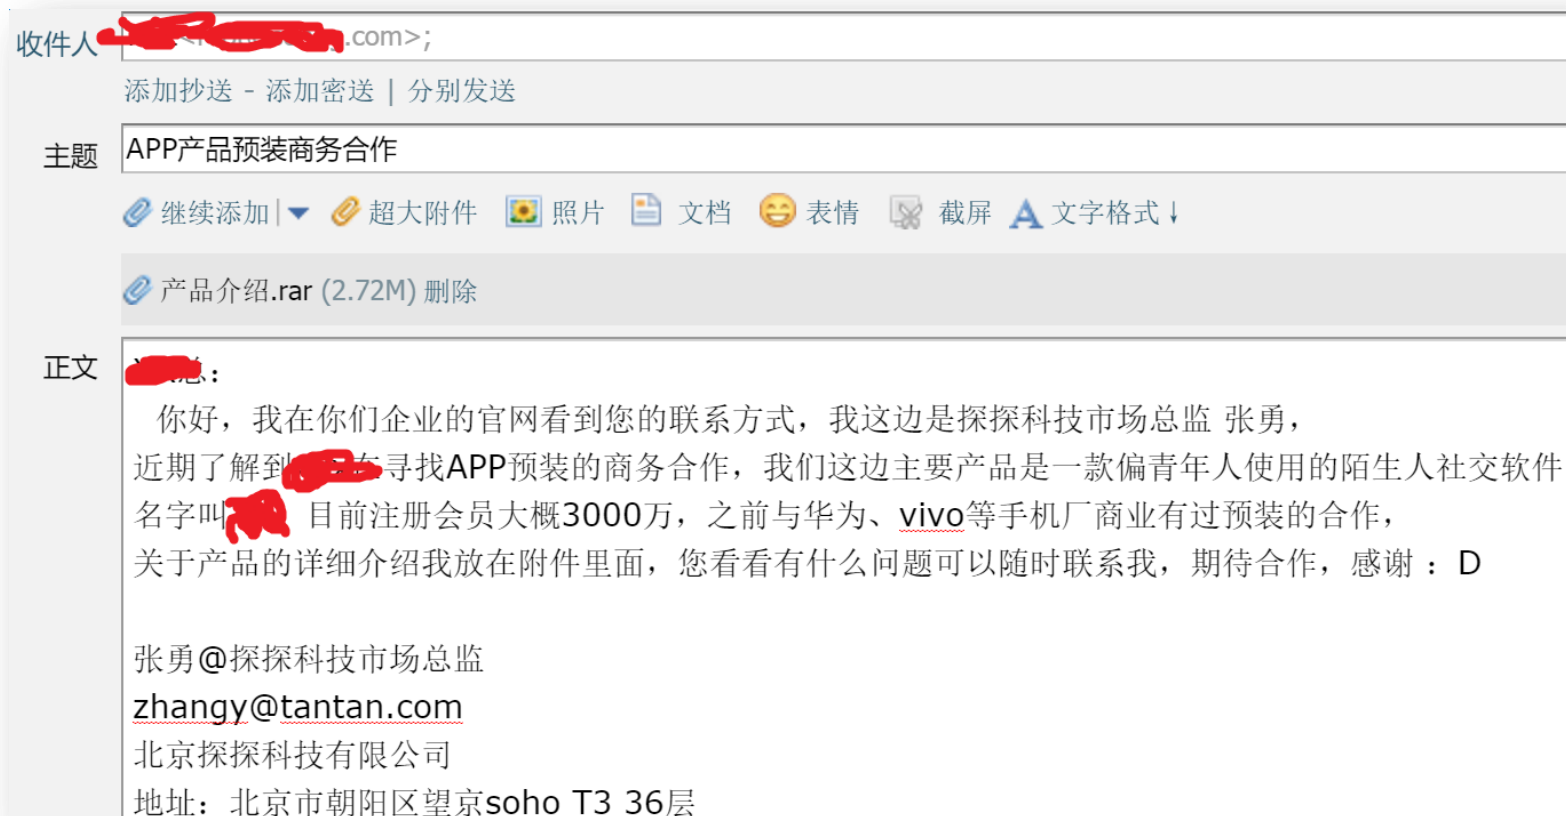 收件人 .com>;
添加抄送 - 添加密送 | 分别发送
主题 APP产品预装商务合作
继续添加 | 超大附件 照片 文档 表情 截屏 文字格式↓
产品介绍.rar (2.72M) 删除
正文 总：
你好，我在你们企业的官网看到您的联系方式，我这边是探探科技市场总监 张勇，
近期了解到 在寻找APP预装的商务合作，我们这边主要产品是一款偏青年人使用的陌生人社交软件
名字叫 目前注册会员大概3000万，之前与华为、vivo等手机厂商业有过预装的合作，
关于产品的详细介绍我放在附件里面，您看看有什么问题可以随时联系我，期待合作，感谢 ：D
张勇@探探科技市场总监
zhangy@tantan.com
北京探探科技有限公司
地址：北京市朝阳区望京soho T3 36层